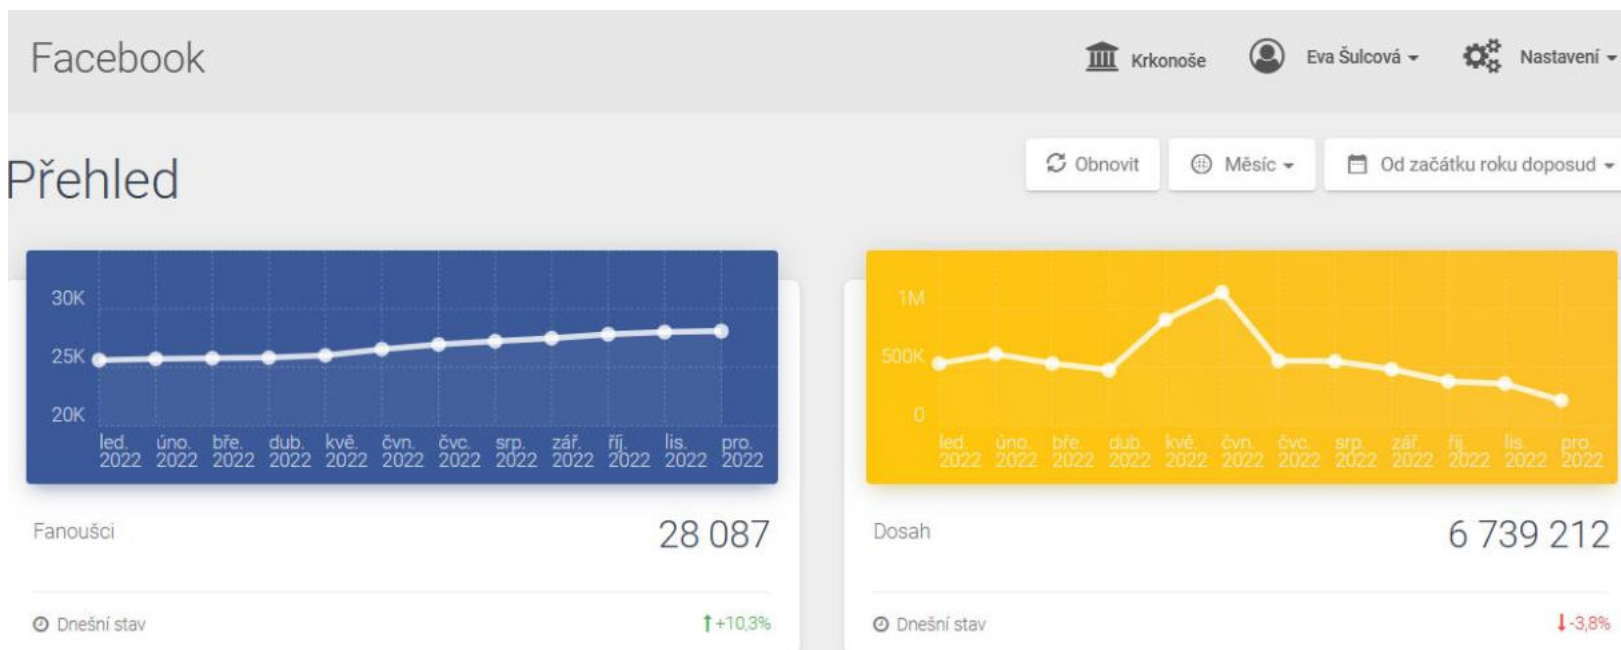 Facebook
Krkonoše
Eva Šulcová
Nastavení
Přehled
Obnovit
Měsíc
Od začátku roku doposud
30K
25K
20K
led. úno. bře. dub. kvě. čvn. čvc. srp. zář. říj. lis. pro.
2022 2022 2022 2022 2022 2022 2022 2022 2022 2022 2022 2022
Fanoušci 28 087
Dnešní stav +10,3%
1M
500K
0
led. úno. bře. dub. kvě. čvn. čvc. srp. zář. říj. lis. pro.
2022 2022 2022 2022 2022 2022 2022 2022 2022 2022 2022 2022
Dosah 6 739 212
Dnešní stav -3,8%